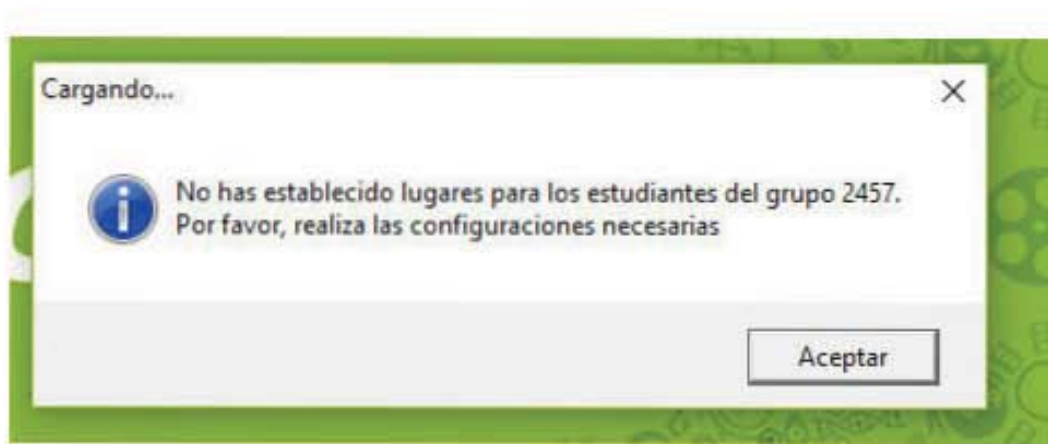 Cargando...
No has establecido lugares para los estudiantes del grupo 2457.
Por favor, realiza las configuraciones necesarias
Aceptar